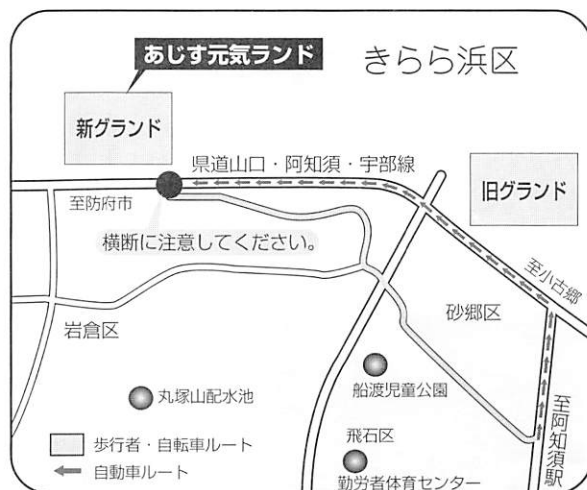 あじす元気ランド
きらら浜区
新グランド
県道山口・阿知須・宇部線
旧グランド
至防府市
横断に注意してください。
至小古郷
砂郷区
岩倉区
船渡児童公園
丸塚山配水池
至阿知須駅
飛石区
勤労者体育センター
歩行者・自転車ルート
自動車ルート